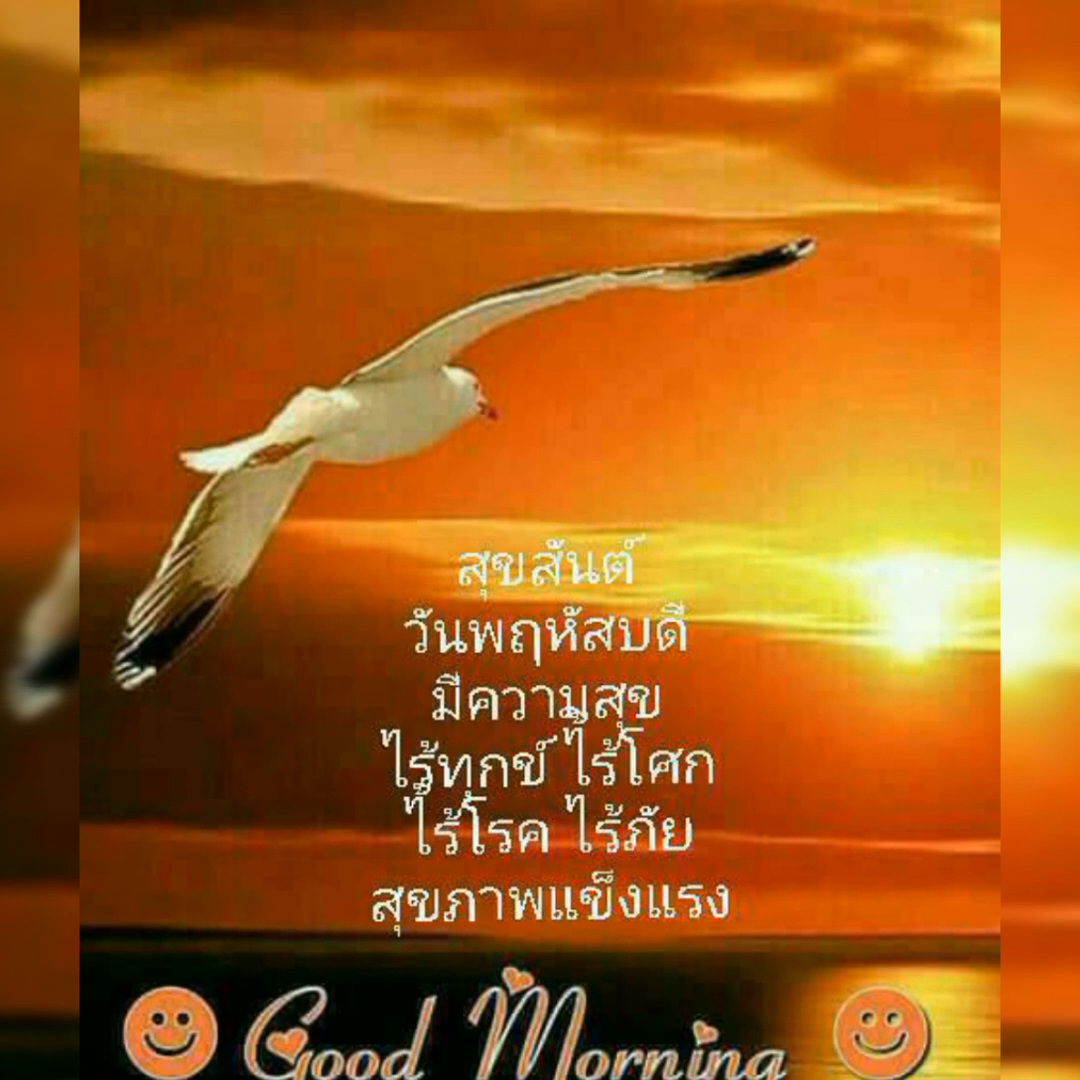 สุขสันต์
วันพฤหัสบดี
มีความสุข
ไร้ทุกข์ ไร้โศก
ไร้โรค ไร้ภัย
สุขภาพแข็งแรง
Good Morning